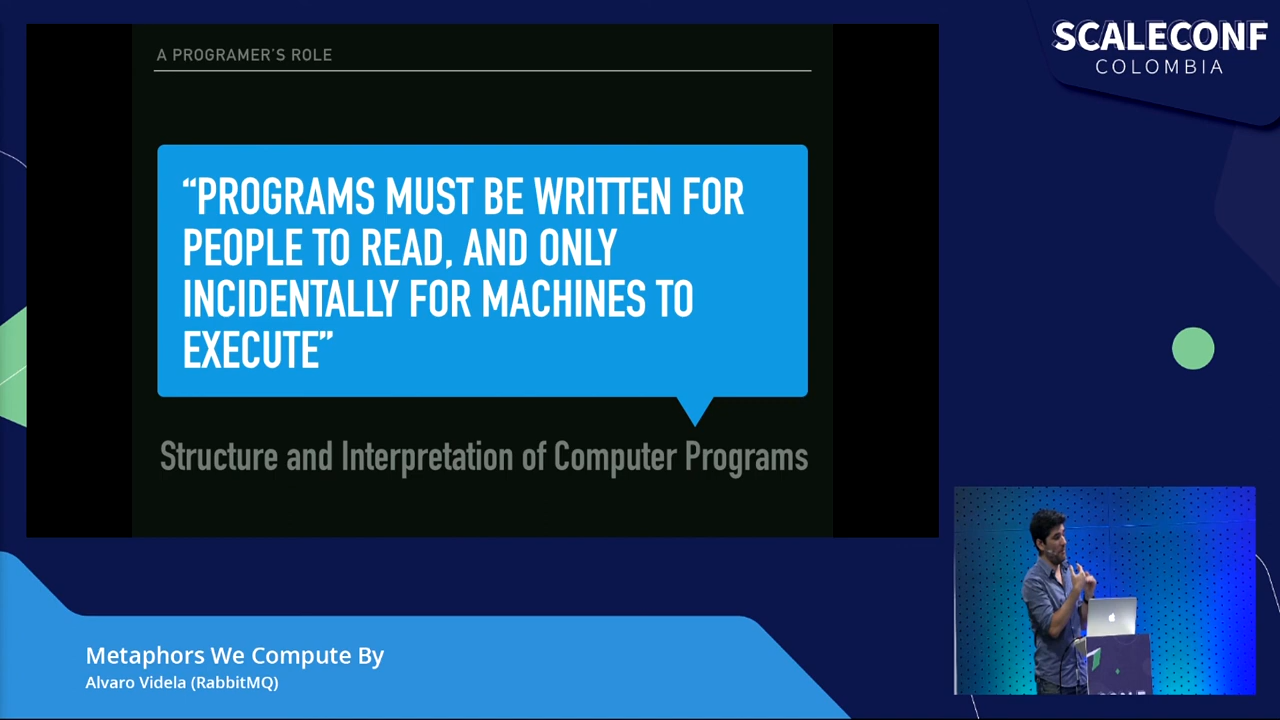 A PROGRAMER'S ROLE
“PROGRAMS MUST BE WRITTEN FOR
PEOPLE TO READ, AND ONLY
INCIDENTALLY FOR MACHINES TO
EXECUTE”
Structure and Interpretation of Computer Programs
SCALECONF
COLOMBIA
Metaphors We Compute By
Alvaro Videla (RabbitMQ)